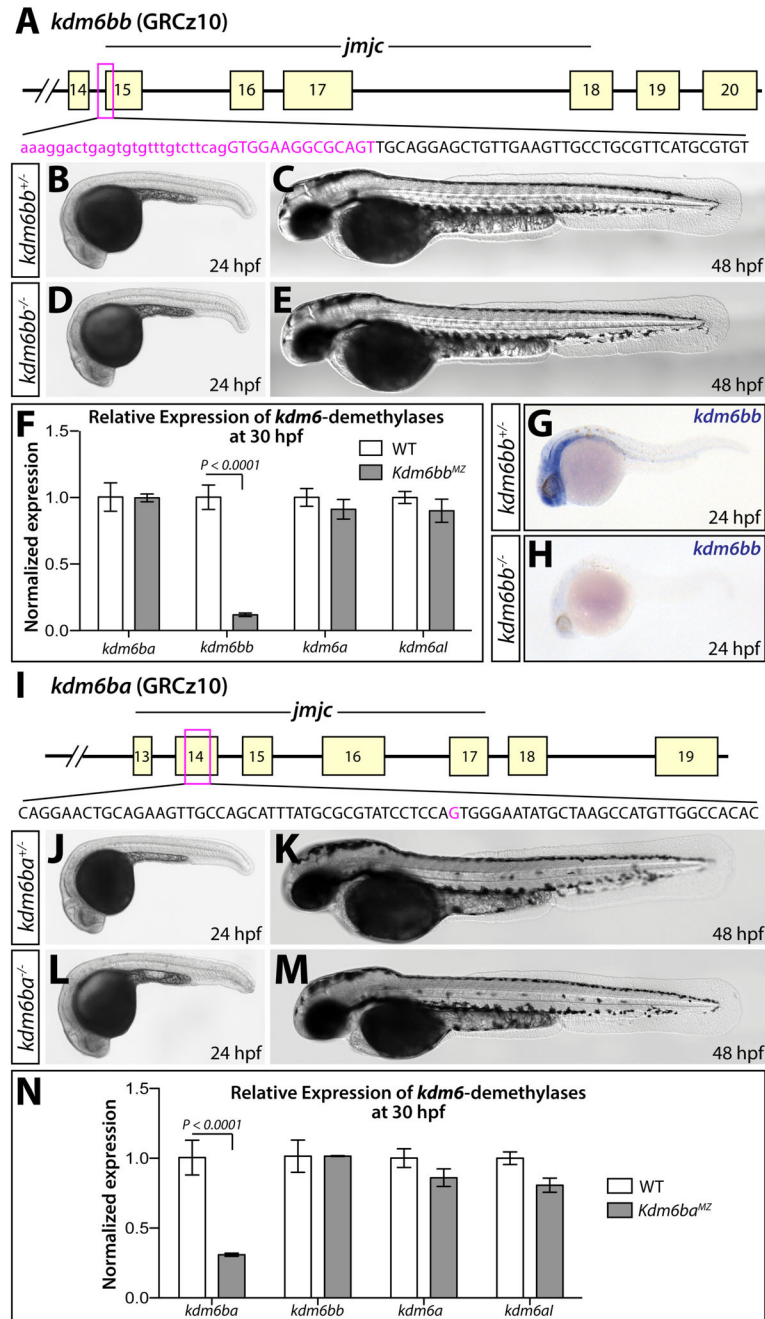 A kdm6bb (GRCz10)
jmjc
14 15 16 17 18 19 20
aaaggactgagtgtgtttgtcttcagGTGGAAGGCGCAGTTGCAGGAGCTGTTGAAGTTGCCTGCGTTCATGCGTGT
kdm6bb+/-
B
24 hpf
C
48 hpf
kdm6bb-/-
D
24 hpf
E
48 hpf
F
Relative Expression of kdm6-demethylases
at 30 hpf
Normalized expression
1.5
1.0
0.5
0.0
P < 0.0001
WT
Kdm6bbMZ
kdm6ba kdm6bb kdm6a kdm6al
kdm6bb+/-
G
kdm6bb
24 hpf
kdm6bb-/-
H
kdm6bb
24 hpf
I kdm6ba (GRCz10)
jmjc
13 14 15 16 17 18 19
CAGGAACTGCAGAAGTTGCCAGCATTTATGCGCGTATCCTCCAGTGGGAATATGCTAAGCCATGTTGGCCACAC
kdm6ba+/-
J
24 hpf
K
48 hpf
kdm6ba-/-
L
24 hpf
M
48 hpf
N
Relative Expression of kdm6-demethylases
at 30 hpf
Normalized expression
1.5
1.0
0.5
0.0
P < 0.0001
WT
Kdm6baMZ
kdm6ba kdm6bb kdm6a kdm6al